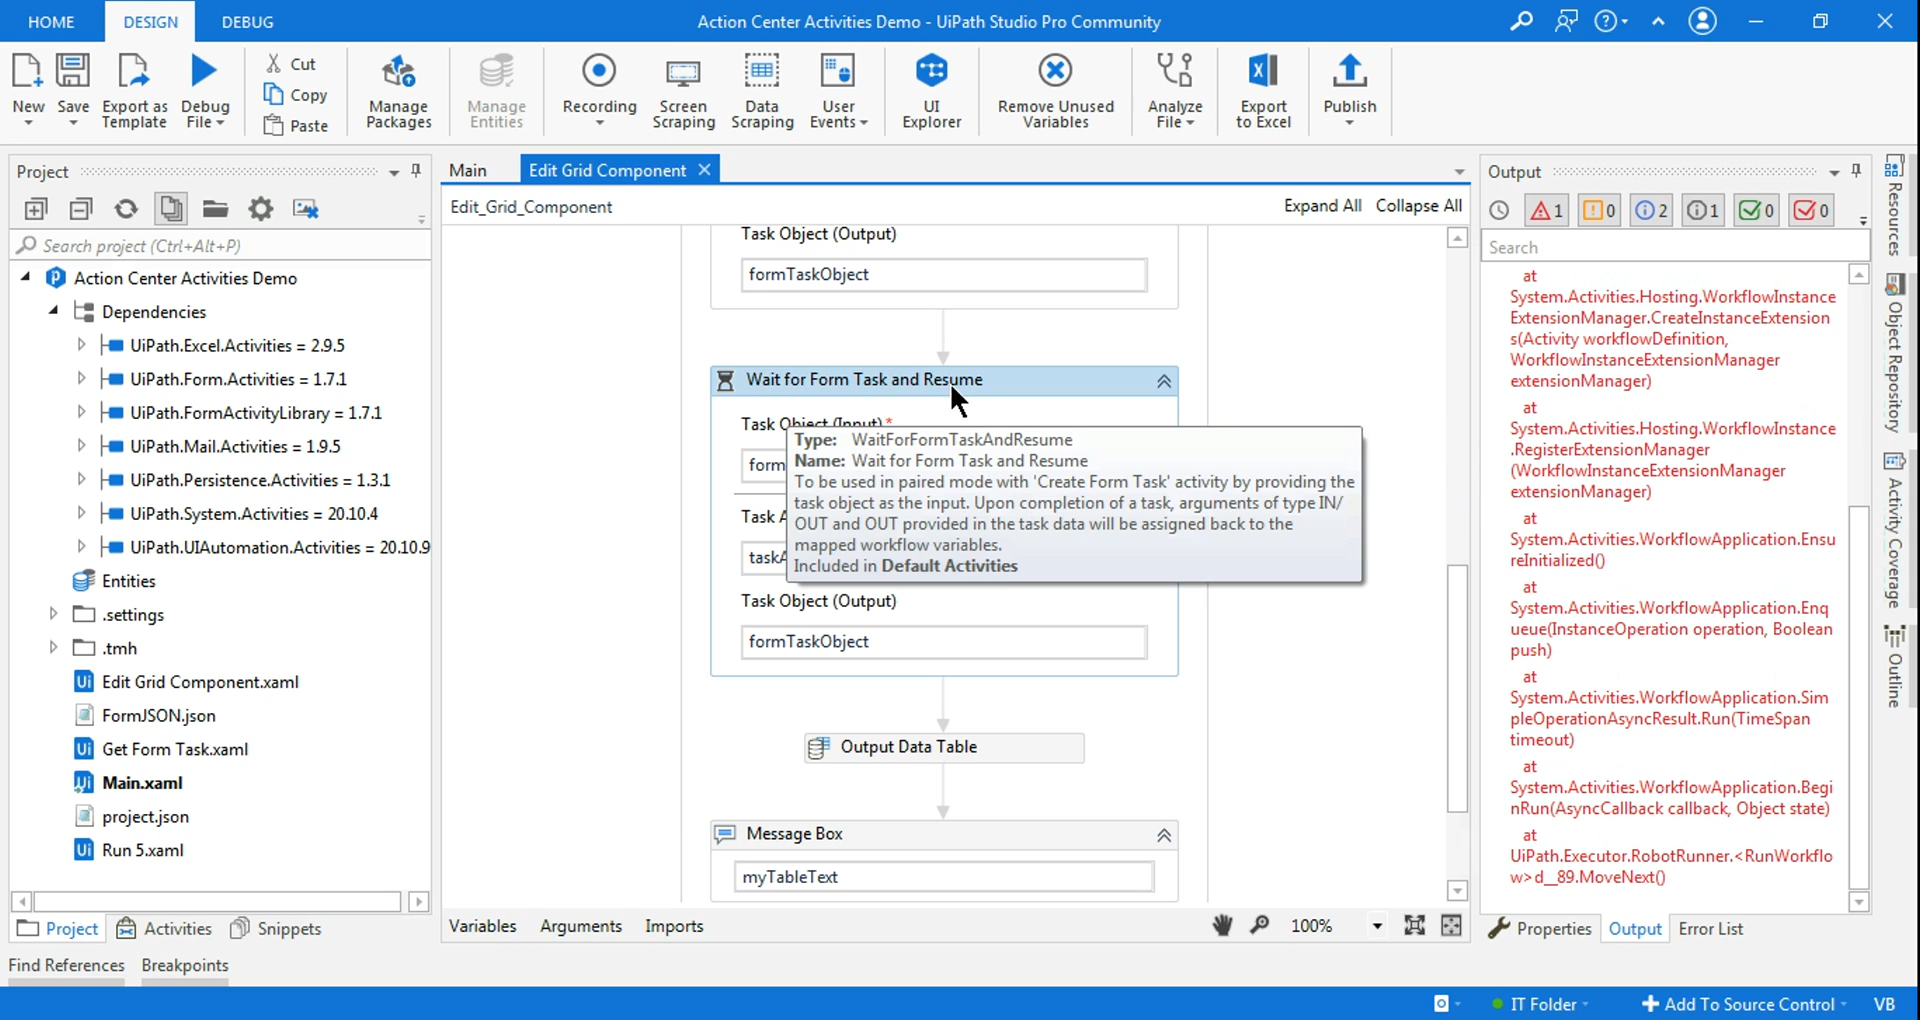 HOME
DESIGN
DEBUG
Action Center Activities Demo - UiPath Studio Pro Community
New
Save
Export as
Template
Debug
File
Cut
Copy
Paste
Manage
Packages
Manage
Entities
Recording
Screen
Scraping
Data
Scraping
User
Events
UI
Explorer
Remove Unused
Variables
Analyze
File
Export
to Excel
Publish
Project
Search project (Ctrl+Alt+P)
Action Center Activities Demo
Dependencies
UiPath.Excel.Activities = 2.9.5
UiPath.Form.Activities = 1.7.1
UiPath.FormActivityLibrary = 1.7.1
UiPath.Mail.Activities = 1.9.5
UiPath.Persistence.Activities = 1.3.1
UiPath.System.Activities = 20.10.4
UiPath.UIAutomation.Activities = 20.10.9
Entities
.settings
.tmh
Edit Grid Component.xaml
FormJSON.json
Get Form Task.xaml
Main.xaml
project.json
Run 5.xaml
Project
Activities
Snippets
Find References
Breakpoints
Main
Edit Grid Component
Edit_Grid_Component
Expand All
Collapse All
Task Object (Output)
formTaskObject
Wait for Form Task and Resume
Task Object (Input) *
form
Task A
taskA
Type: WaitForFormTaskAndResume
Name: Wait for Form Task and Resume
To be used in paired mode with 'Create Form Task' activity by providing the
task object as the input. Upon completion of a task, arguments of type IN/
OUT and OUT provided in the task data will be assigned back to the
mapped workflow variables.
Included in Default Activities
Task Object (Output)
formTaskObject
Output Data Table
Message Box
myTableText
Variables
Arguments
Imports
100%
Output
1
0
2
1
0
0
Search
at
System.Activities.Hosting.WorkflowInstance
ExtensionManager.CreateInstanceExtension
s(Activity workflowDefinition,
WorkflowInstanceExtensionManager
extensionManager)
at
System.Activities.Hosting.WorkflowInstance
.RegisterExtensionManager
(WorkflowInstanceExtensionManager
extensionManager)
at
System.Activities.WorkflowApplication.Ensu
reInitialized()
at
System.Activities.WorkflowApplication.Enq
ueue(InstanceOperation operation, Boolean
push)
at
System.Activities.WorkflowApplication.Sim
pleOperationAsyncResult.Run(TimeSpan
timeout)
at
System.Activities.WorkflowApplication.Begi
nRun(AsyncCallback callback, Object state)
at
UiPath.Executor.RobotRunner.<RunWorkflo
w>d__89.MoveNext()
Properties
Output
Error List
Resources
Object Repository
Activity Coverage
Outline
IT Folder
Add To Source Control
VB